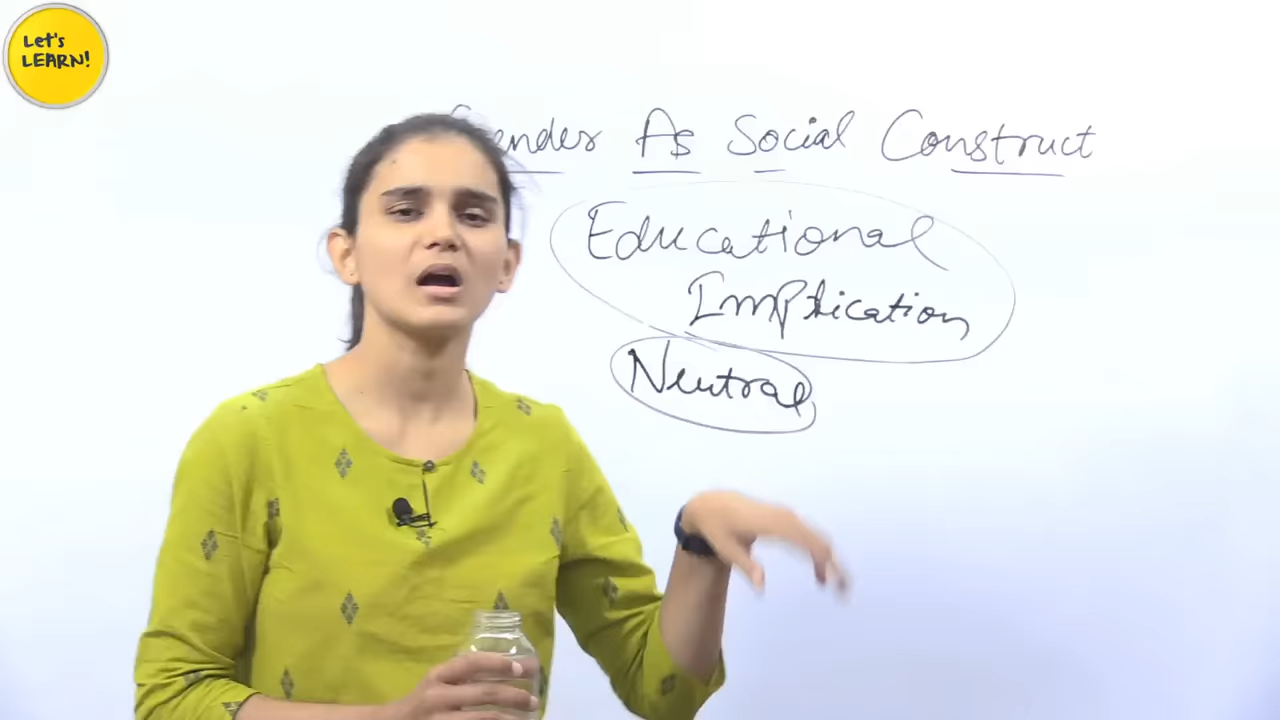 Let's
LEARN!
Gender As Social Construct
Educational
Implication
Neutral